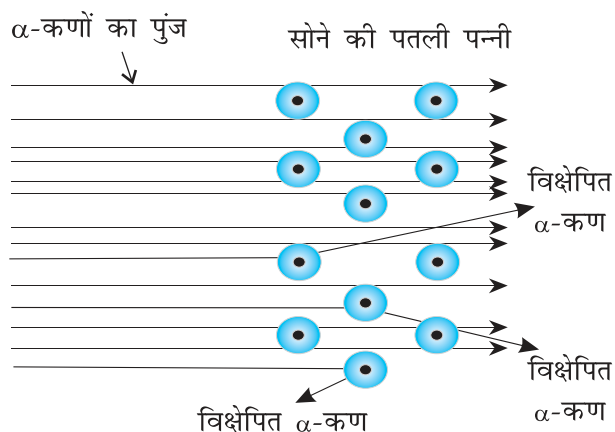 α-कणों का पुंज
सोने की पतली पन्नी
विक्षेपित
α-कण
विक्षेपित
α-कण
विक्षेपित α-कण